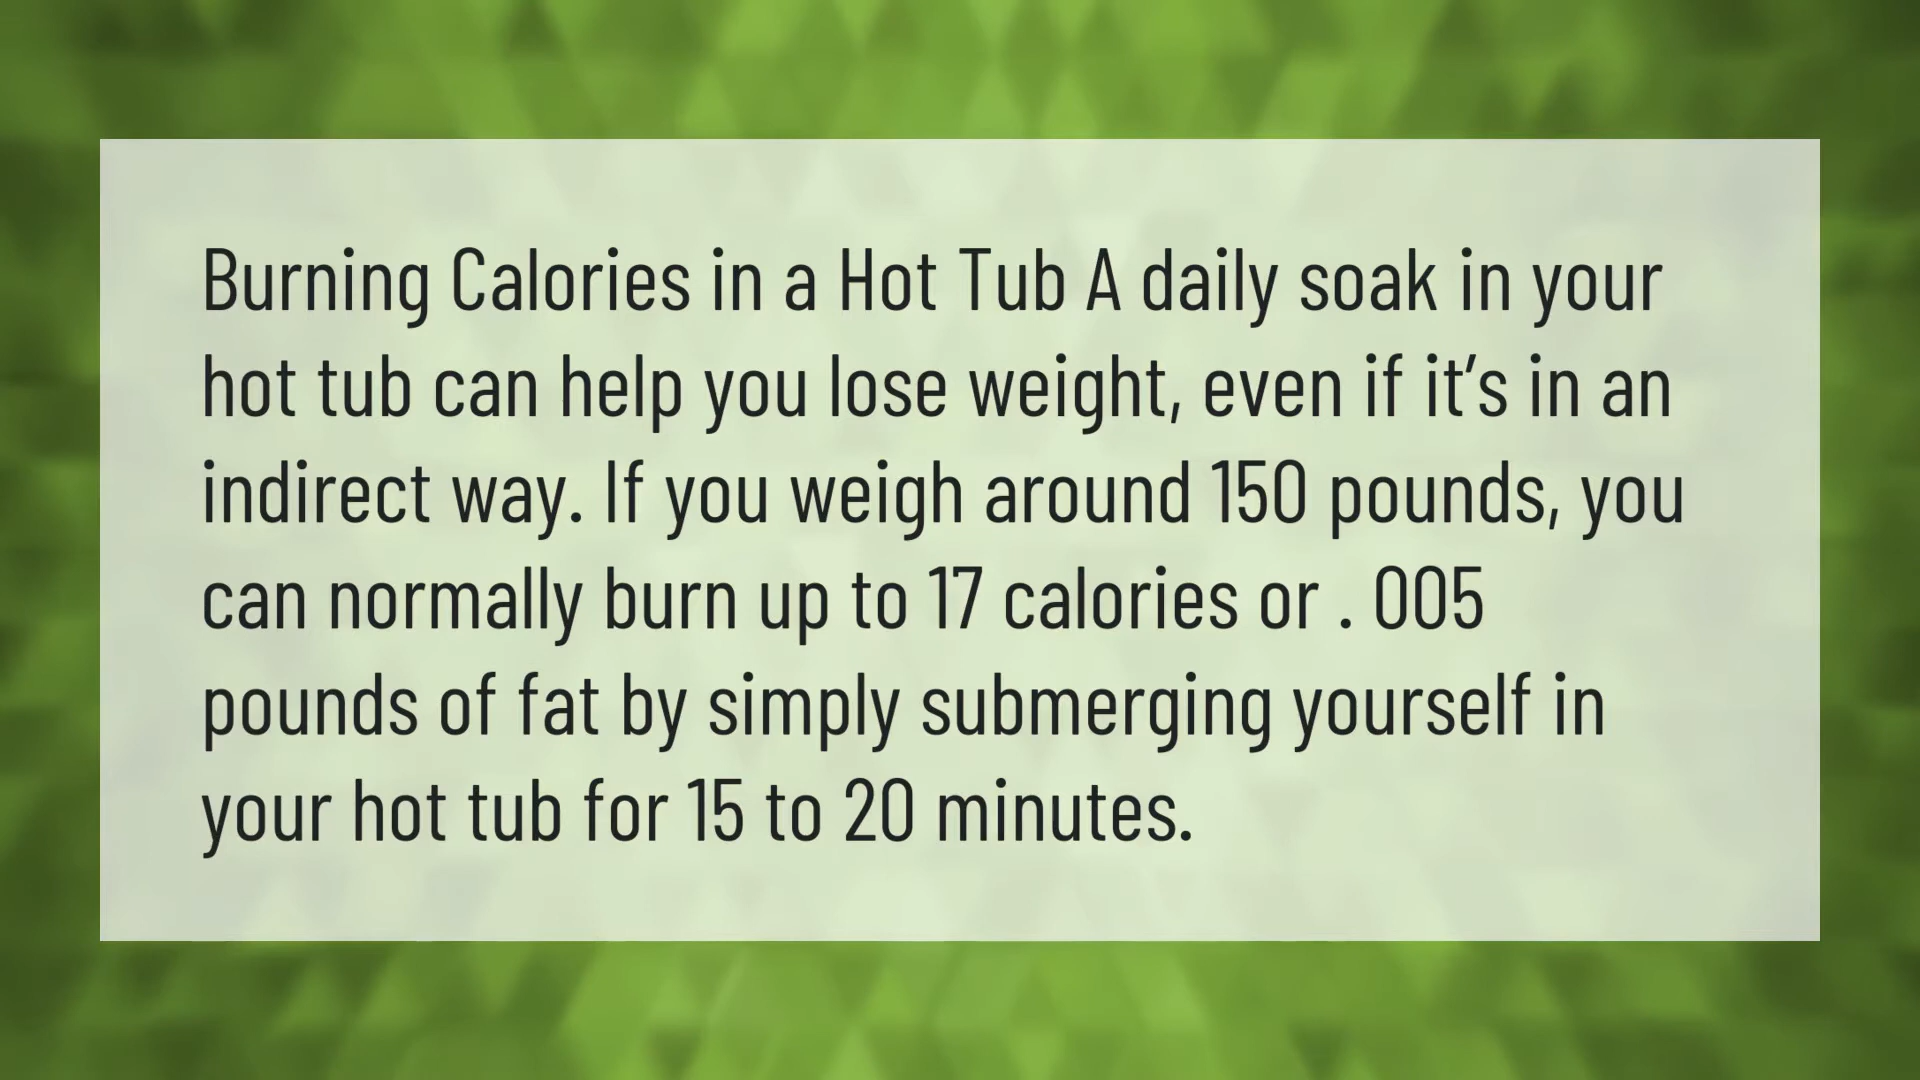 Burning Calories in a Hot Tub A daily soak in your
hot tub can help you lose weight, even if it’s in an
indirect way. If you weigh around 150 pounds, you
can normally burn up to 17 calories or . 005
pounds of fat by simply submerging yourself in
your hot tub for 15 to 20 minutes.